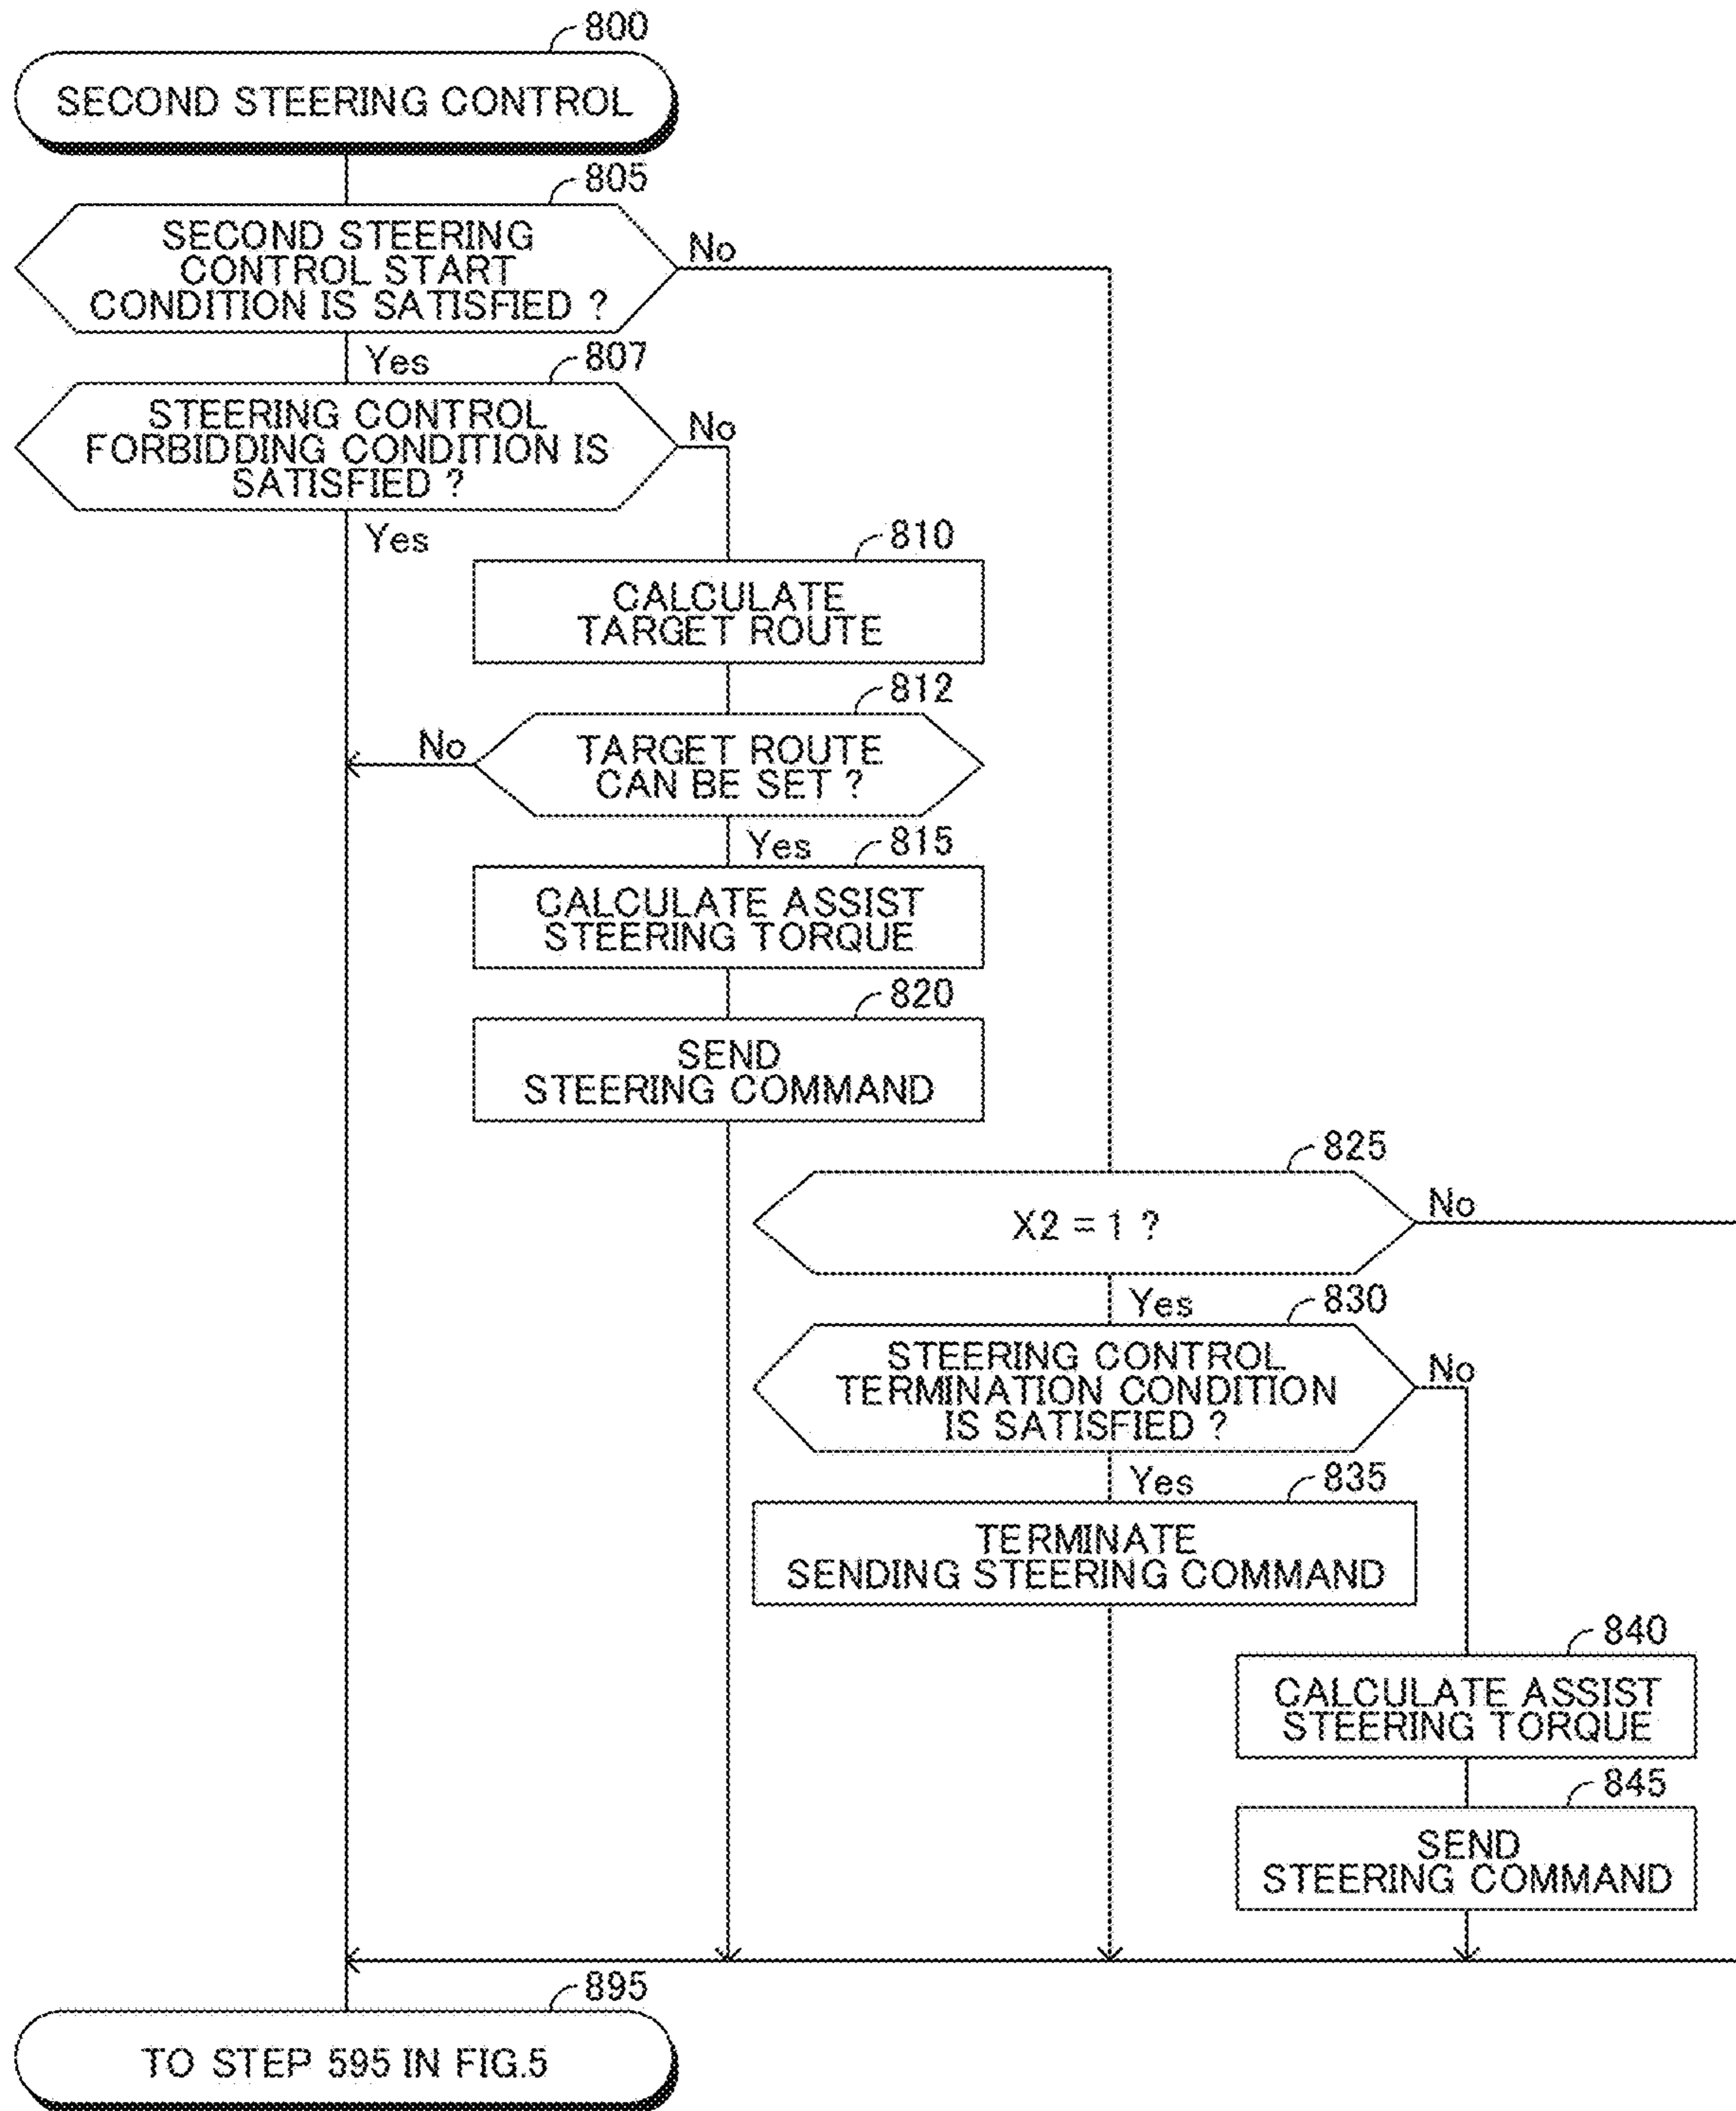 800
SECOND STEERING CONTROL
805
SECOND STEERING
CONTROL START
CONDITION IS SATISFIED ?
No
Yes
807
STEERING CONTROL
FORBIDDING CONDITION IS
SATISFIED ?
No
Yes
810
CALCULATE
TARGET ROUTE
812
TARGET ROUTE
CAN BE SET ?
No
Yes
815
CALCULATE ASSIST
STEERING TORQUE
820
SEND
STEERING COMMAND
825
X2 = 1 ?
No
Yes
830
STEERING CONTROL
TERMINATION CONDITION
IS SATISFIED ?
No
Yes
835
TERMINATE
SENDING STEERING COMMAND
840
CALCULATE ASSIST
STEERING TORQUE
845
SEND
STEERING COMMAND
895
TO STEP 595 IN FIG.5